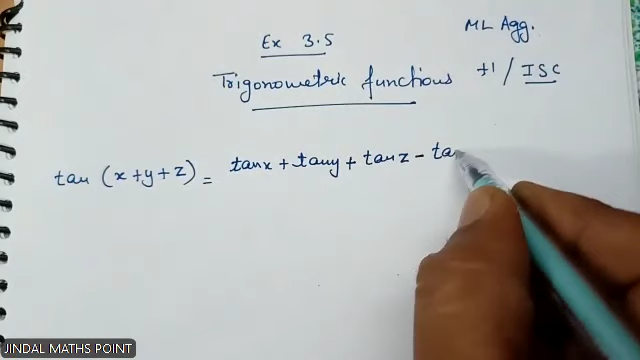 Ex 3.5
ML Agg.
Trigonometric functions +1 / ISC
tan (x+y+z) = tanx + tany + tanz - ta
JINDAL MATHS POINT